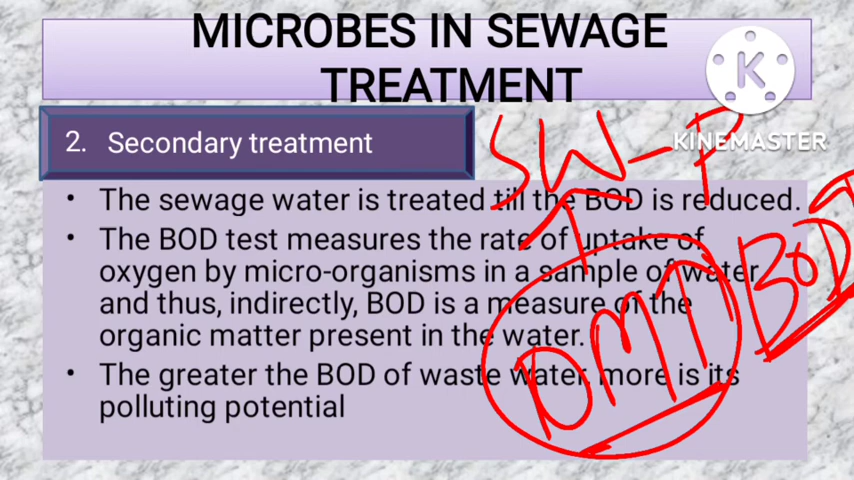 MICROBES IN SEWAGE
TREATMENT
K
KINEMASTER
2. Secondary treatment
SW-P
• The sewage water is treated till the BOD is reduced.
• The BOD test measures the rate of uptake of
oxygen by micro-organisms in a sample of water
and thus, indirectly, BOD is a measure of the
organic matter present in the water.
• The greater the BOD of waste water, more is its
polluting potential
OM↑
BOD↑